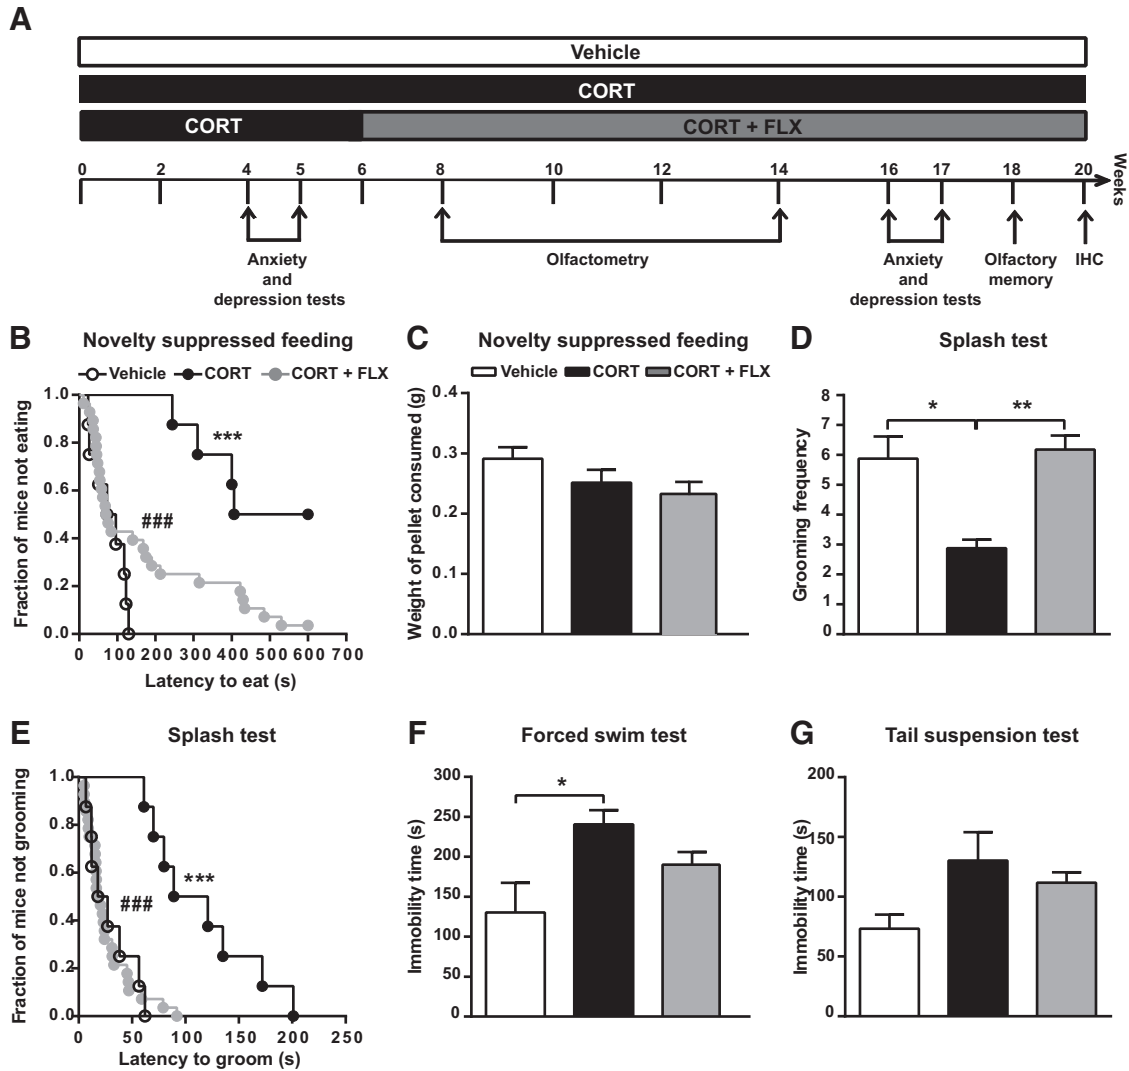 A
Vehicle
CORT
CORT CORT + FLX
0 2 4 5 6 8 10 12 14 16 17 18 20
Weeks
Anxiety and depression tests
Olfactometry
Anxiety and depression tests
Olfactory memory
IHC
B
Novelty suppressed feeding
Vehicle CORT CORT + FLX
Fraction of mice not eating
1.0
0.8
0.6
0.4
0.2
0.0
***
###
0 100 200 300 400 500 600 700
Latency to eat (s)
C
Novelty suppressed feeding
Vehicle CORT CORT + FLX
Weight of pellet consumed (g)
0.4
0.3
0.2
0.1
0.0
D
Splash test
Grooming frequency
8
7
6
5
4
3
2
1
0
* **
E
Splash test
Fraction of mice not grooming
1.0
0.8
0.6
0.4
0.2
0.0
***
###
0 50 100 150 200 250
Latency to groom (s)
F
Forced swim test
Immobility time (s)
300
250
200
150
100
50
0
*
G
Tail suspension test
Immobility time (s)
200
150
100
50
0